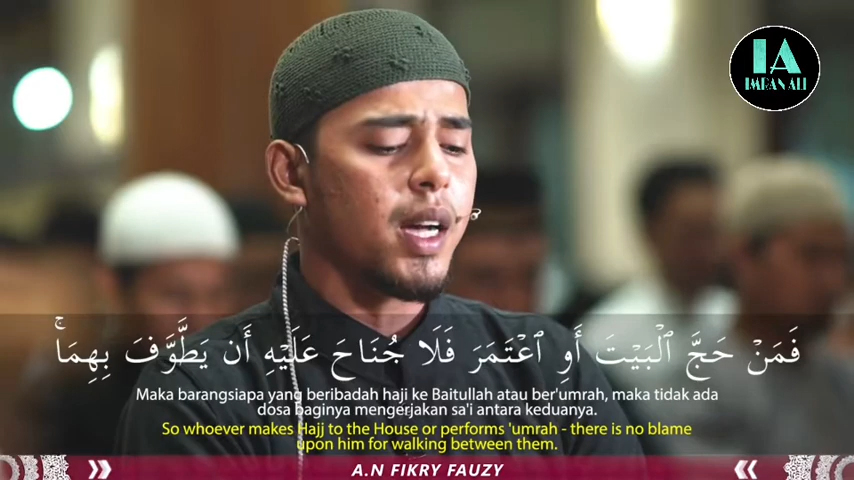 IA
IMRAN ALI
فَمَنْ حَجَّ ٱلْبَيْتَ أَوِ ٱعْتَمَرَ فَلَا جُنَاحَ عَلَيْهِ أَن يَطَّوَّفَ بِهِمَاۚ
Maka barangsiapa yang beribadah haji ke Baitullah atau ber'umrah, maka tidak ada
dosa baginya mengerjakan sa'i antara keduanya.
So whoever makes Hajj to the House or performs 'umrah - there is no blame
upon him for walking between them.
A.N FIKRY FAUZY